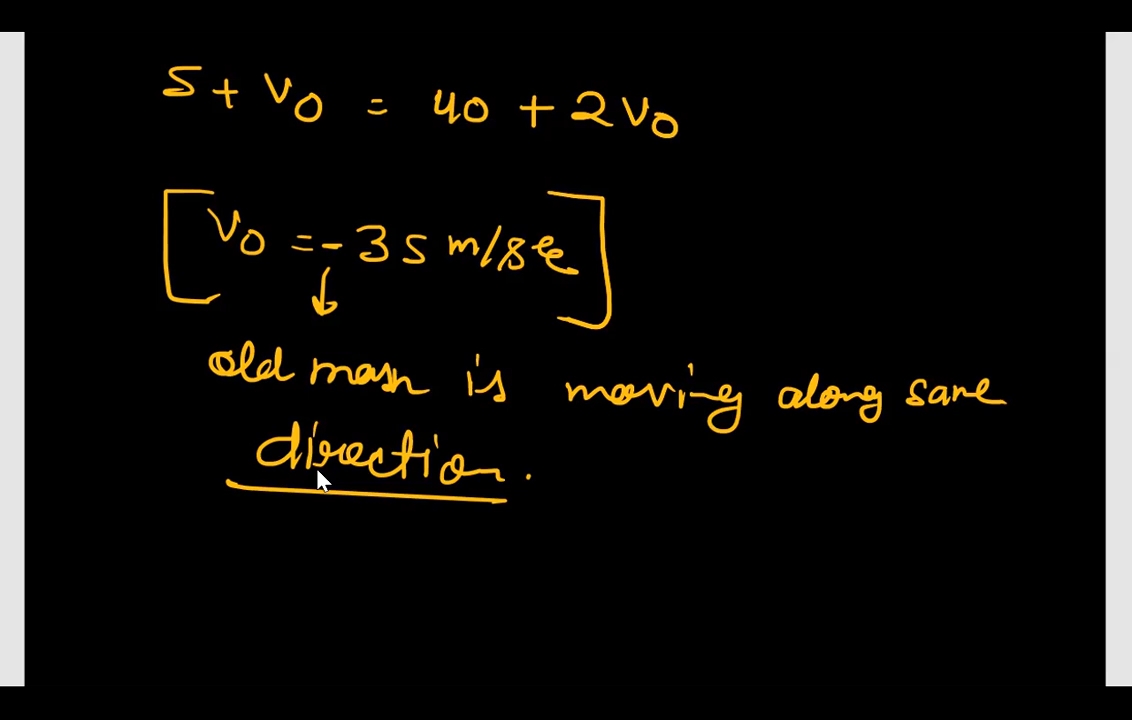 5 + v0 = 40 + 2v0
[v0 = -35 m/sec]
↓
old man is moving along same
direction.